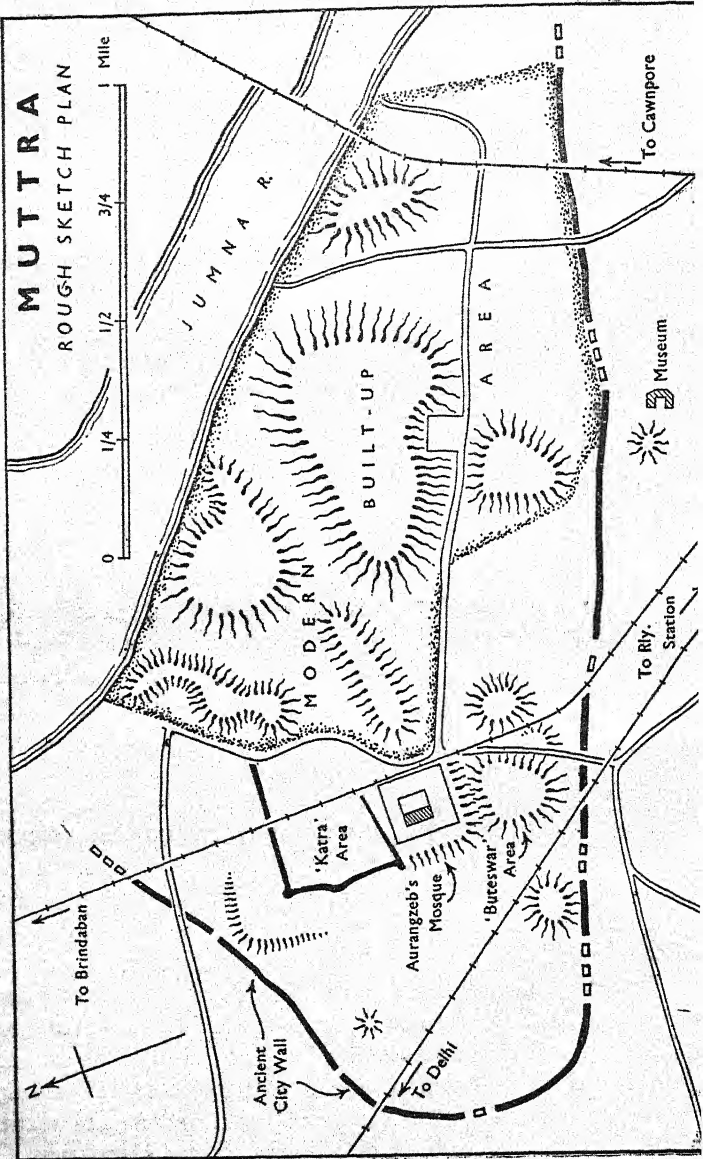 MUTTRA
ROUGH SKETCH PLAN
0 1/4 1/2 3/4 1 Mile
JUMNA R.
To Brindaban
N
Ancient
City Wall
'Katra'
Area
MODERN
BUILT-UP
AREA
Aurangzeb's
Mosque
'Buteswar'
Area
To Delhi
To Rly.
Station
Museum
To Cawnpore